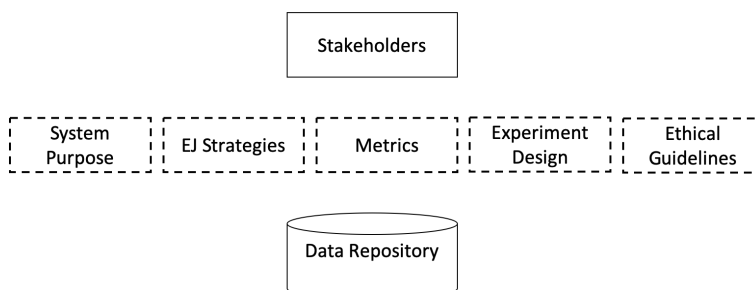 Stakeholders
System
Purpose
EJ Strategies
Metrics
Experiment
Design
Ethical
Guidelines
Data Repository